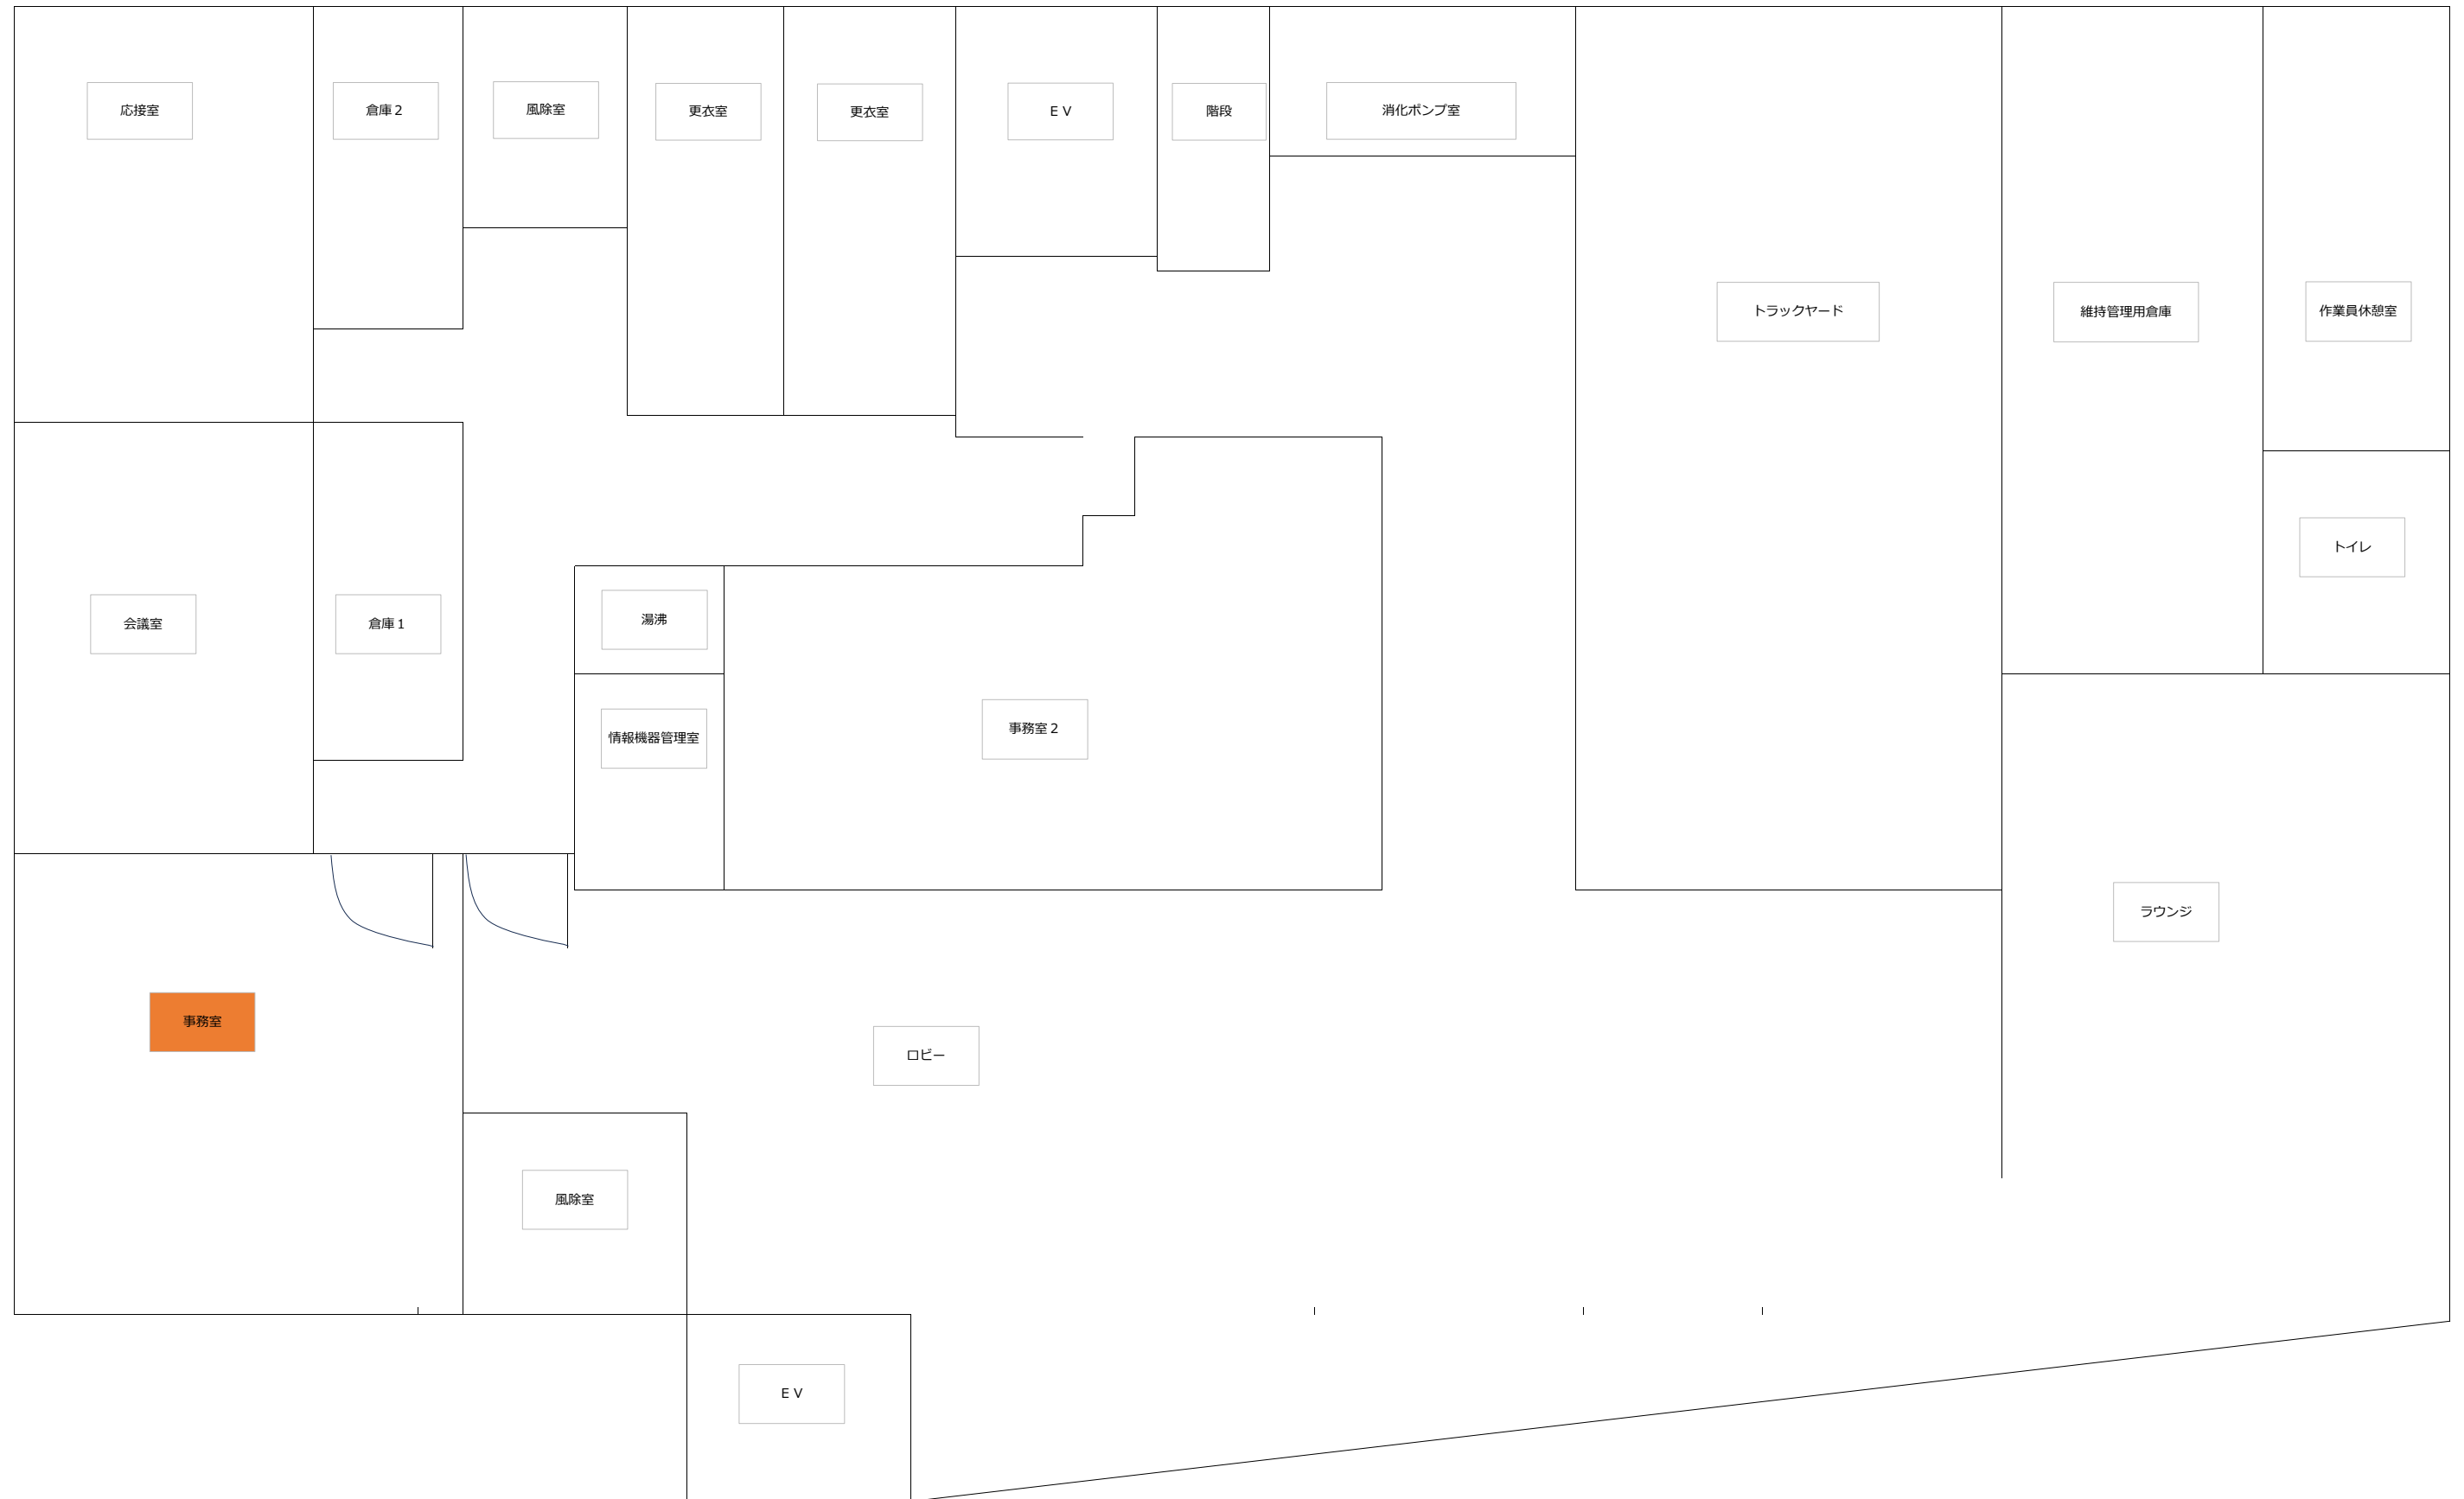 応接室
倉庫２
風除室
更衣室
更衣室
ＥＶ
階段
消化ポンプ室
トラックヤード
維持管理用倉庫
作業員休憩室
トイレ
会議室
倉庫１
湯沸
情報機器管理室
事務室２
ラウンジ
事務室
ロビー
風除室
ＥＶ